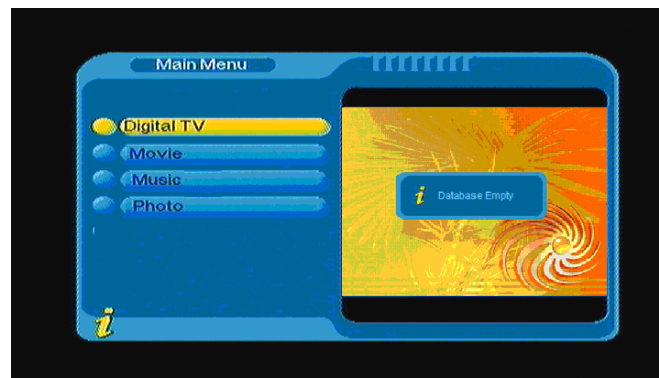 Main Menu
Digital TV
Movie
Music
Photo
Database Empty